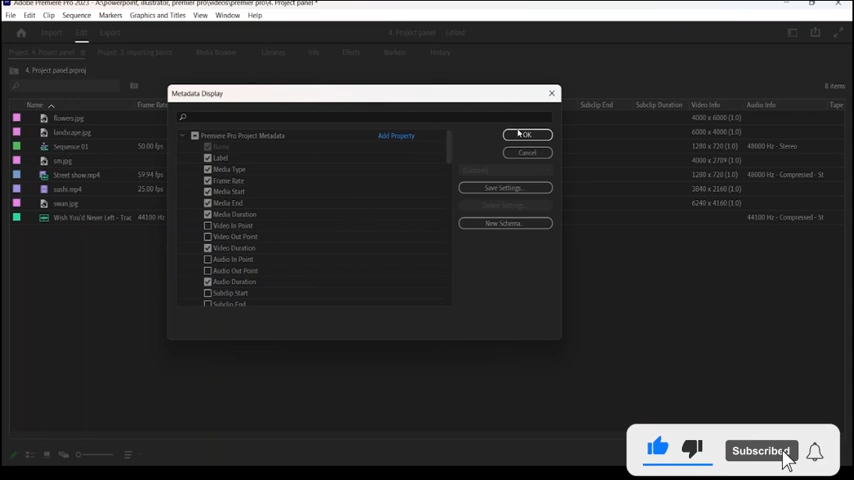 Adobe Premiere Pro 2023 - A:\powerpoint, illustrator, premier pro\videos\premier pro\4. Project panel *
File Edit Clip Sequence Markers Graphics and Titles View Window Help
Import Edit Export 4. Project panel - Edited
Project: 4. Project panel Project: 3. importing basics Media Browser Libraries Info Effects Markers History
4. Project panel.prproj
8 items
Name Frame Rate Subclip End Subclip Duration Video Info Audio Info Tape
flowers.jpg 4000 x 6000 (1.0)
landscape.jpg
Sequence 01 50.00 fps 1280 x 720 (1.0) 48000 Hz - Stereo
sm.jpg 4000 x 2709 (1.0)
Street show.mp4 59.94 fps 1280 x 720 (1.0) 48000 Hz - Compressed - St
sushi.mp4 25.00 fps 3840 x 2160 (1.0)
swan.jpg 6240 x 4160 (1.0)
Wish You'd Never Left - Trac 44100 Hz 44100 Hz - Compressed - St
Metadata Display
Premiere Pro Project Metadata Add Property
Name
Label
Media Type
Frame Rate
Media Start
Media End
Media Duration
Video In Point
Video Out Point
Video Duration
Audio In Point
Audio Out Point
Audio Duration
Subclip Start
Subclip End
OK
Cancel
Save Settings...
Delete Settings...
New Schema...
Subscribed